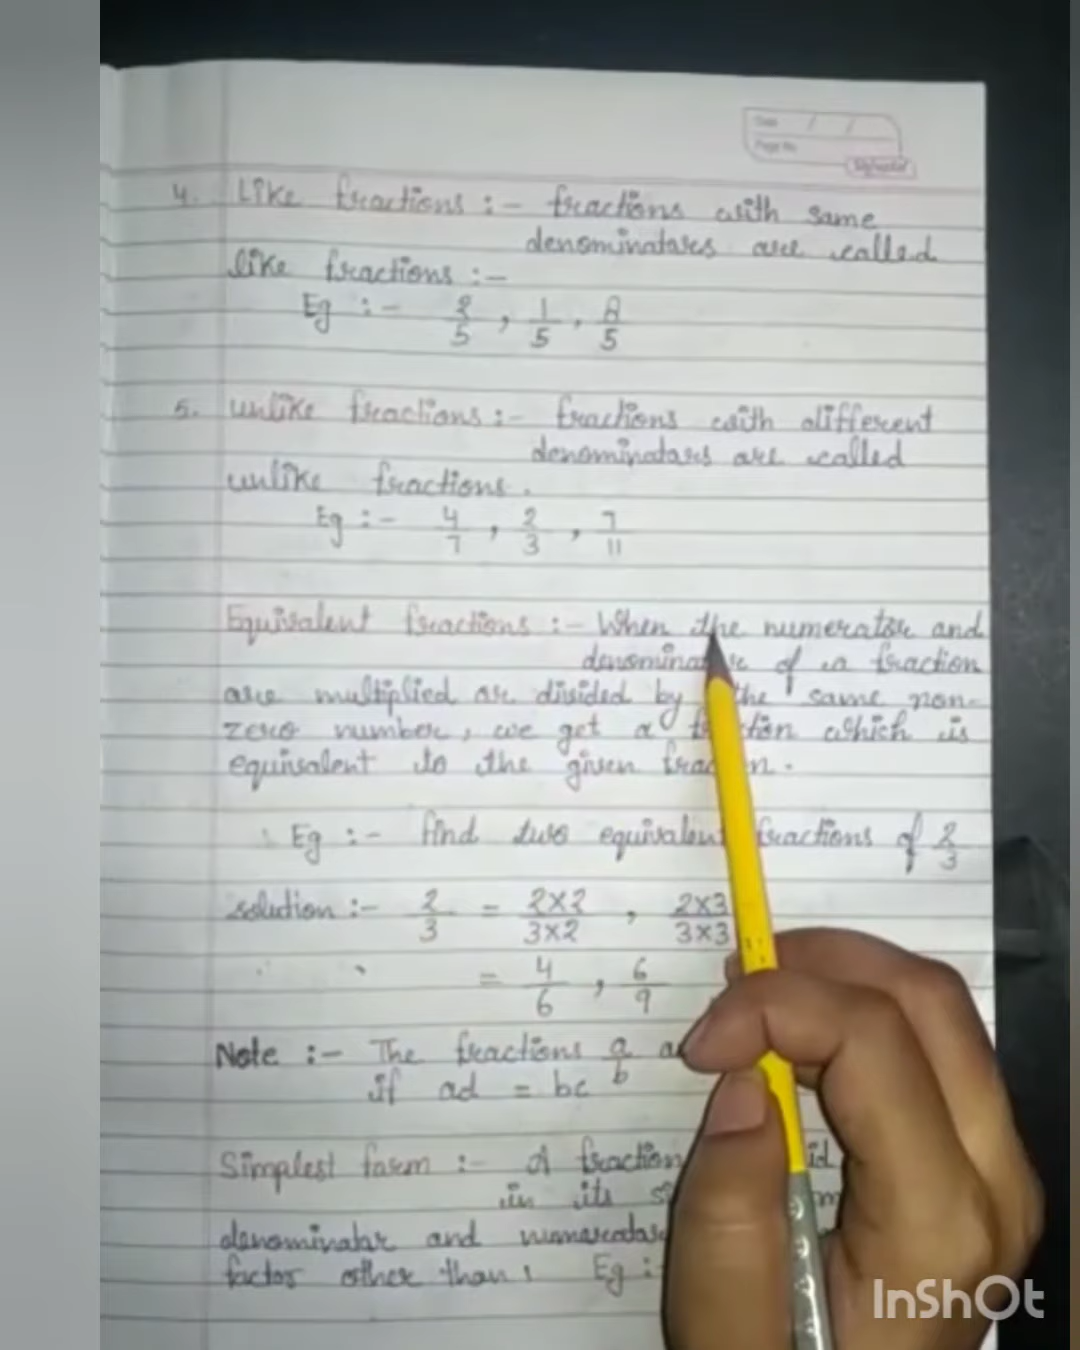 Date / /
Page No.
4. Like fractions :- fractions with same
denominators are called
like fractions :-
Eg :- 2/5 , 1/5 , 8/5
5. unlike fractions :- fractions with different
denominators are called
unlike fractions .
Eg :- 4/7 , 2/3 , 7/11
Equivalent fractions :- When the numerator and
denominator of a fraction
are multiplied or divided by the same non-
zero number, we get a fraction which is
equivalent to the given fraction .
Eg :- find two equivalent fractions of 2/3
solution :- 2/3 = 2×2/3×2 , 2×3/3×3
= 4/6 , 6/9
Note :- The fractions a/b
if ad = bc
Simplest form :- A fraction
in its
denominator and numerator
factor other than 1 Eg :-
InShOt